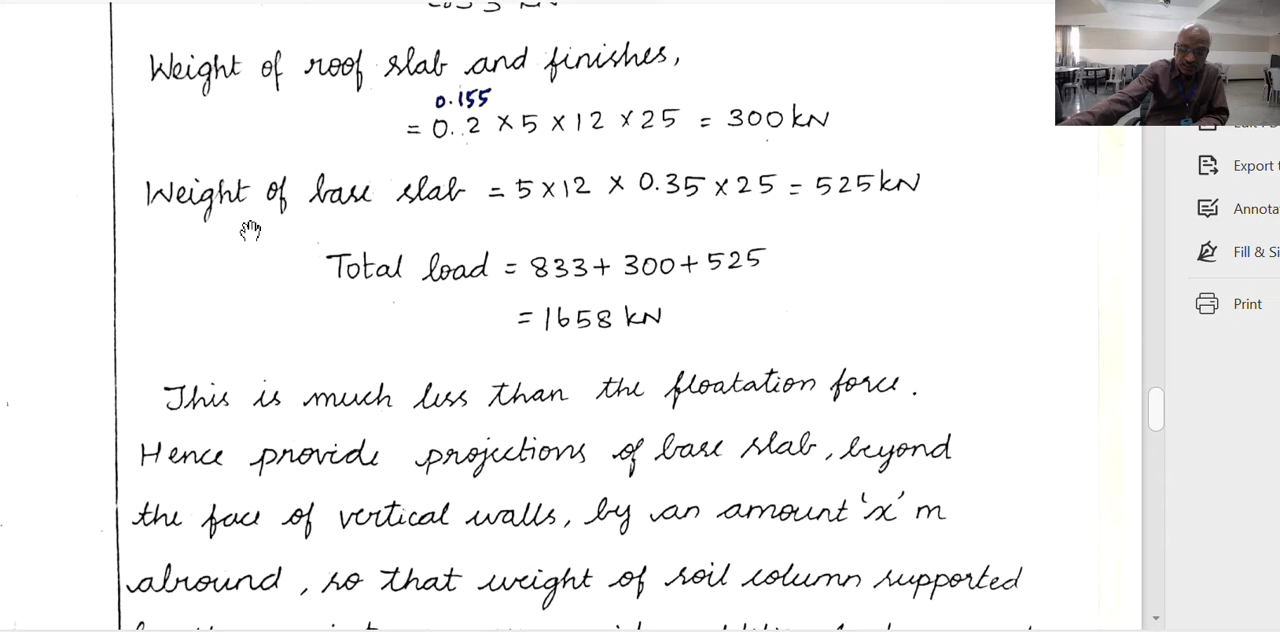 Weight of roof slab and finishes,
0.155
= 0.2 × 5 × 12 × 25 = 300 kN
Weight of base slab = 5 × 12 × 0.35 × 25 = 525 kN
Total load = 833 + 300 + 525
= 1658 kN
This is much less than the floatation force.
Hence provide projections of base slab, beyond
the face of vertical walls, by an amount 'x' m
alround, so that weight of soil column supported
Export
Annota
Fill & Si
Print